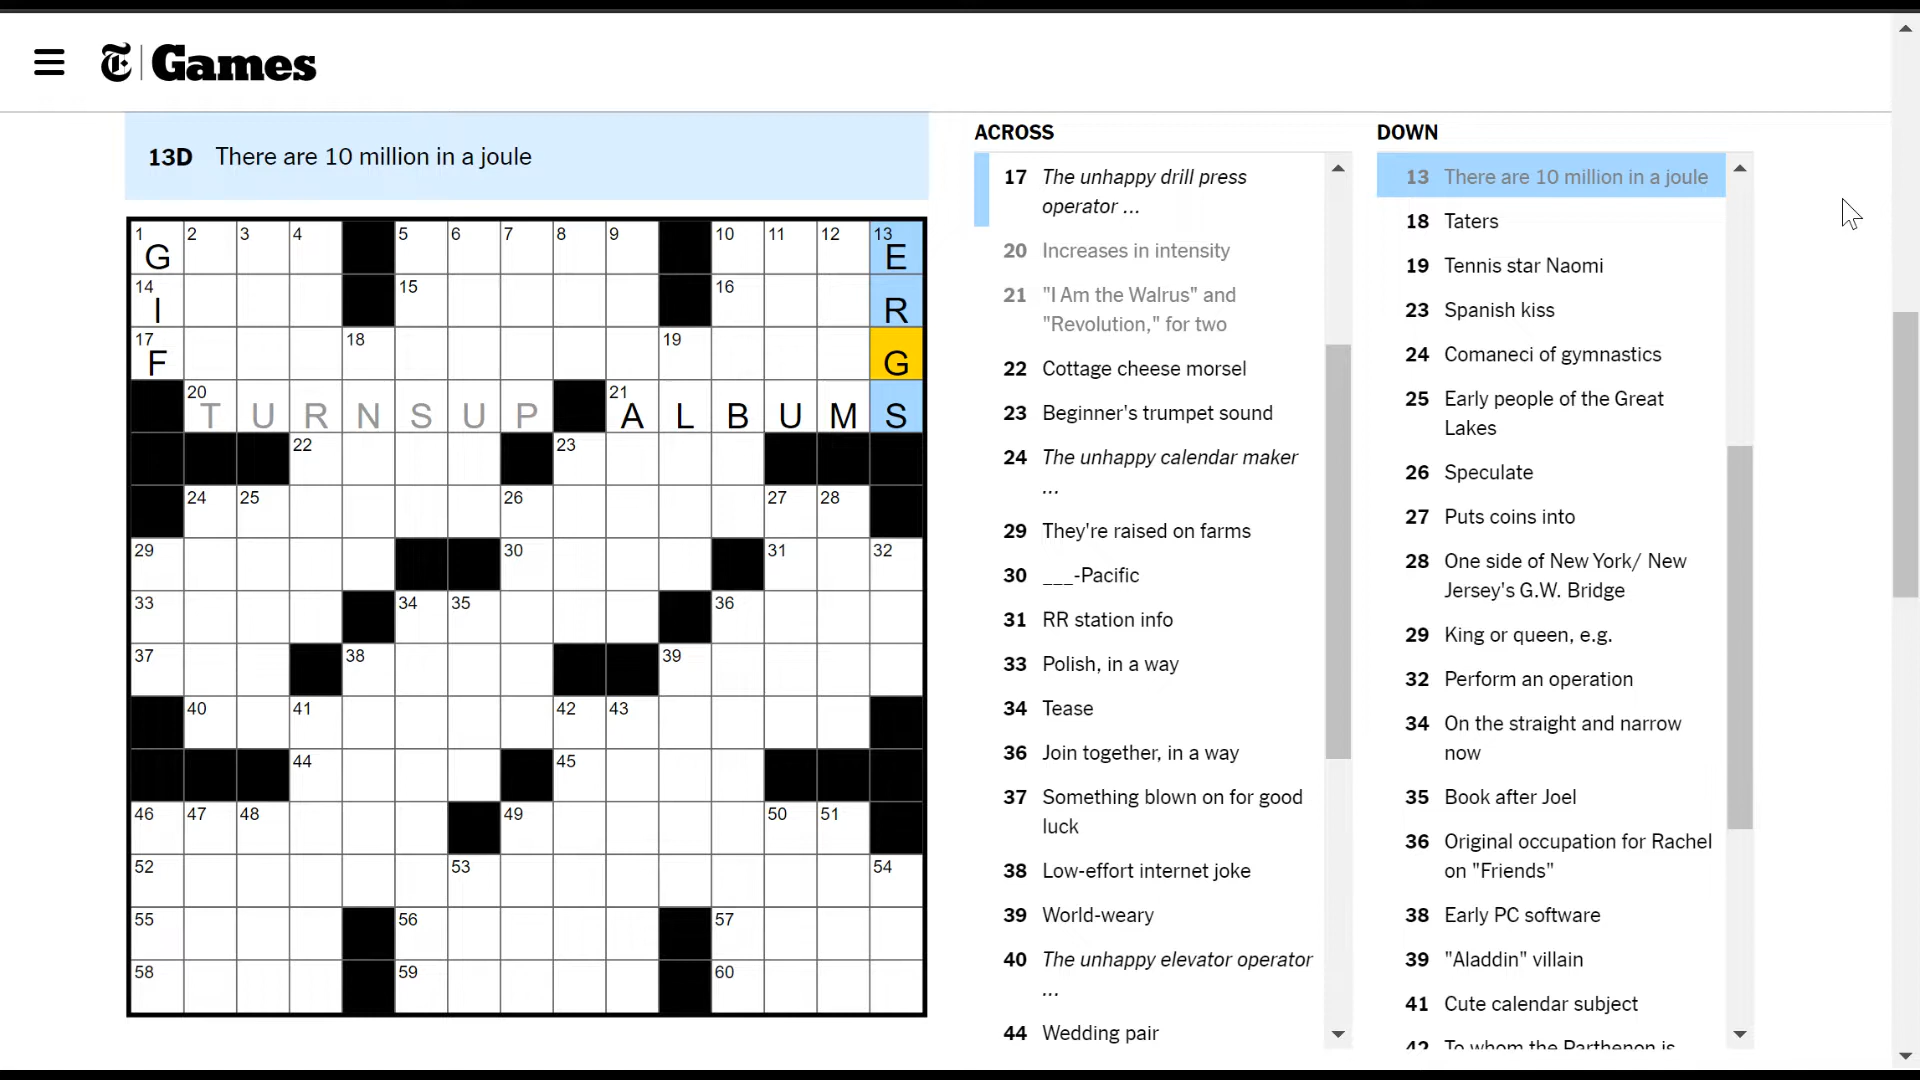 T Games
13D There are 10 million in a joule
1 2 3 4 5 6 7 8 9 10 11 12 13
G E
14 15 16
I R
17 18 19
F G
20 21
T U R N S U P A L B U M S
22 23
24 25 26 27 28
29 30 31 32
33 34 35 36
37 38 39
40 41 42 43
44 45
46 47 48 49 50 51
52 53 54
55 56 57
58 59 60
ACROSS
17 The unhappy drill press
operator ...
20 Increases in intensity
21 "I Am the Walrus" and
"Revolution," for two
22 Cottage cheese morsel
23 Beginner's trumpet sound
24 The unhappy calendar maker
...
29 They're raised on farms
30 ___-Pacific
31 RR station info
33 Polish, in a way
34 Tease
36 Join together, in a way
37 Something blown on for good
luck
38 Low-effort internet joke
39 World-weary
40 The unhappy elevator operator
...
44 Wedding pair
DOWN
13 There are 10 million in a joule
18 Taters
19 Tennis star Naomi
23 Spanish kiss
24 Comaneci of gymnastics
25 Early people of the Great
Lakes
26 Speculate
27 Puts coins into
28 One side of New York/ New
Jersey's G.W. Bridge
29 King or queen, e.g.
32 Perform an operation
34 On the straight and narrow
now
35 Book after Joel
36 Original occupation for Rachel
on "Friends"
38 Early PC software
39 "Aladdin" villain
41 Cute calendar subject
42 To whom the Parthenon is